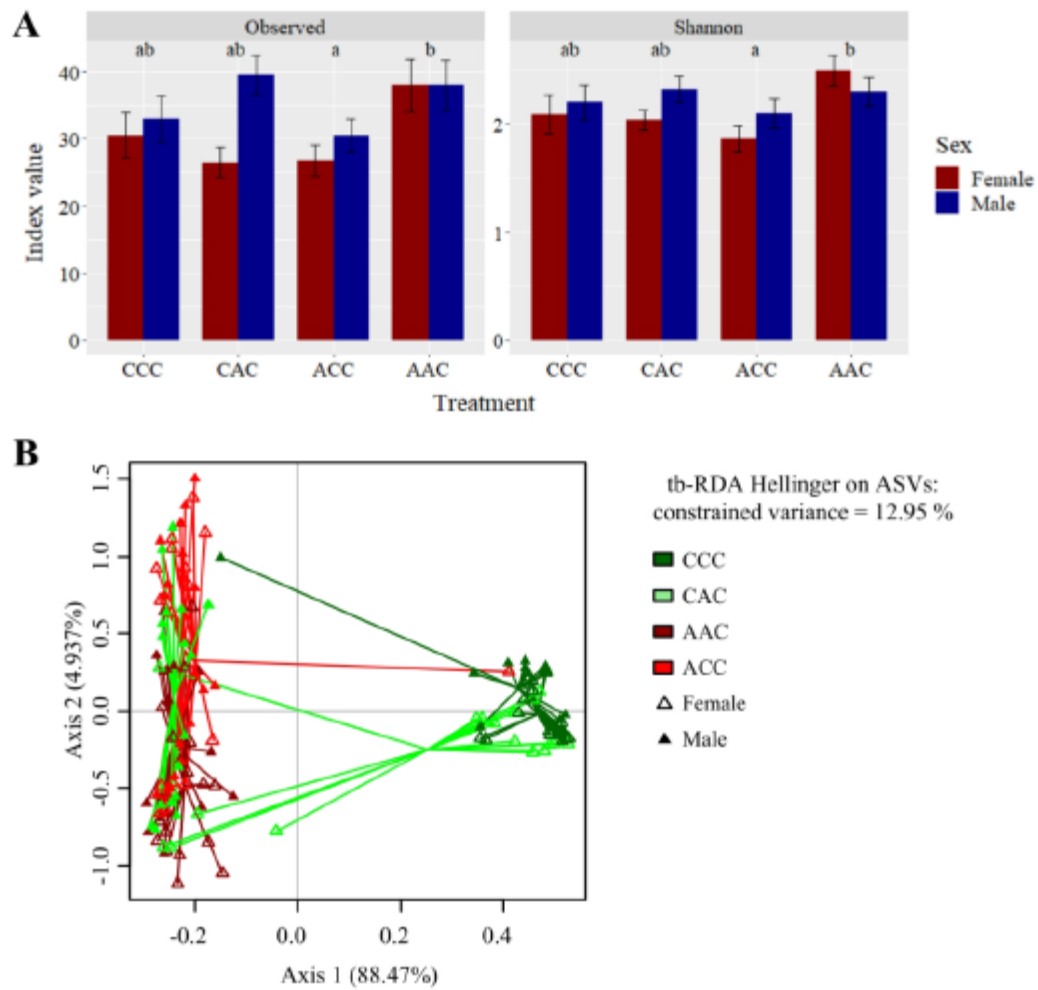 A
Observed
Shannon
ab
ab
a
b
ab
ab
a
b
Index value
40
30
20
10
0
2
1
0
CCC
CAC
ACC
AAC
CCC
CAC
ACC
AAC
Treatment
Sex
Female
Male
B
tb-RDA Hellinger on ASVs:
constrained variance = 12.95 %
CCC
CAC
AAC
ACC
Female
Male
Axis 2 (4.937%)
1.5
1.0
0.5
0.0
-0.5
-1.0
-0.2
0.0
0.2
0.4
Axis 1 (88.47%)